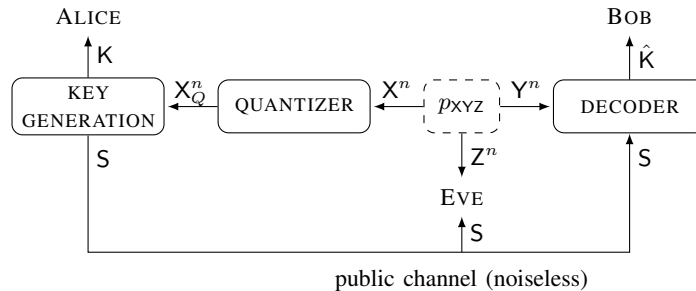 ALICE
BOB
K
K̂
KEY
GENERATION
X_Q^n
QUANTIZER
X^n
p_XYZ
Y^n
DECODER
S
Z^n
S
EVE
S
public channel (noiseless)